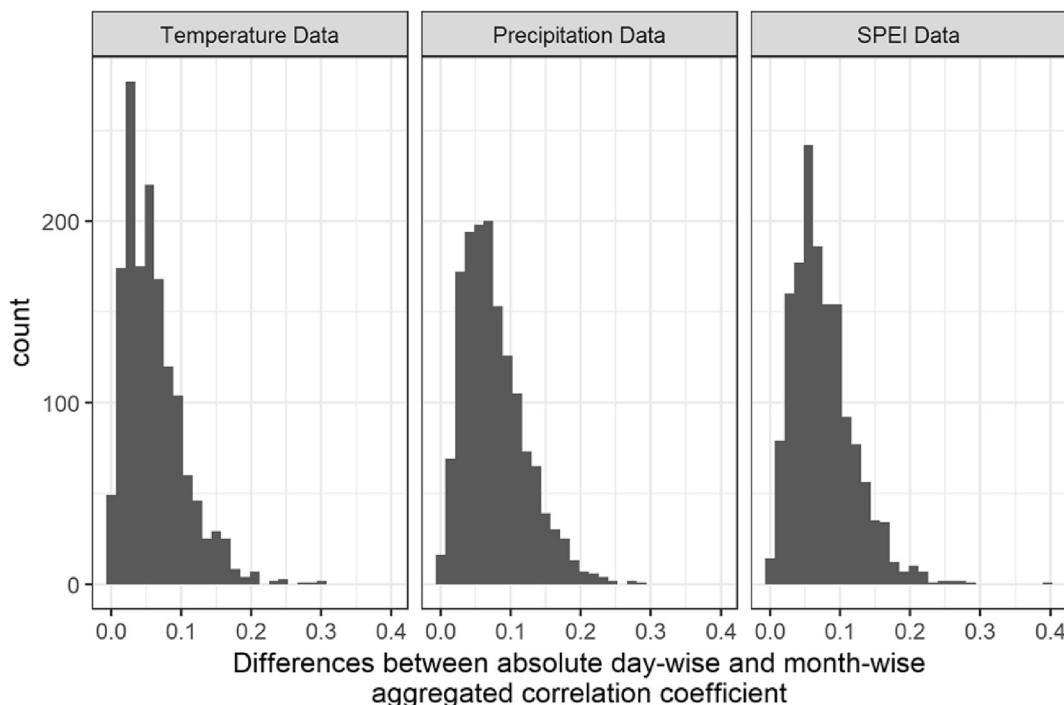 Temperature Data
Precipitation Data
SPEI Data
count
200
100
0
0.0 0.1 0.2 0.3 0.4
0.0 0.1 0.2 0.3 0.4
0.0 0.1 0.2 0.3 0.4
Differences between absolute day-wise and month-wise
aggregated correlation coefficient